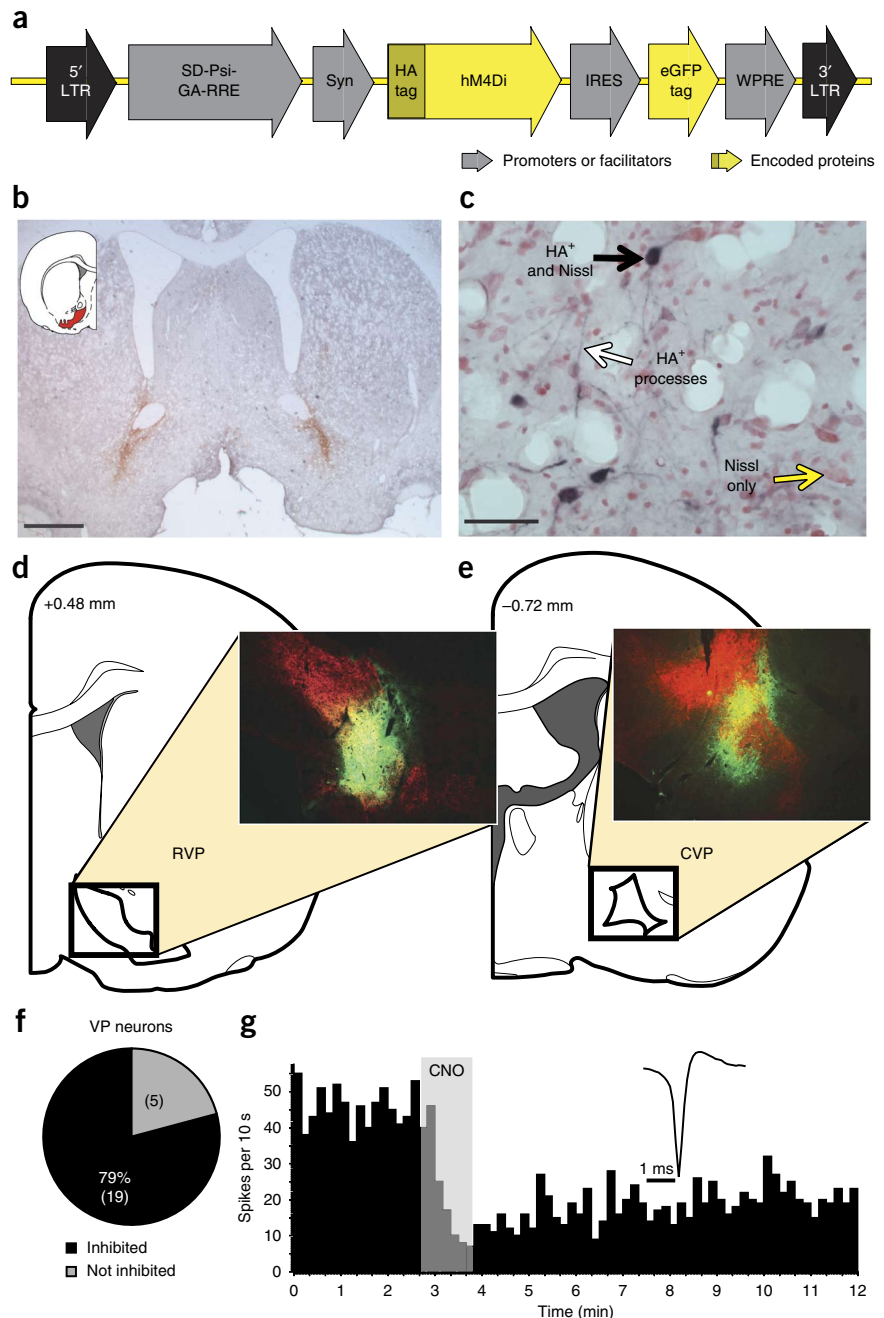 a
5′
LTR
SD-Psi-
GA-RRE
Syn
HA
tag
hM4Di
IRES
eGFP
tag
WPRE
3′
LTR
Promoters or facilitators
Encoded proteins
b
c
HA+
and Nissl
HA+
processes
Nissl
only
d
+0.48 mm
RVP
e
–0.72 mm
CVP
f
VP neurons
(5)
79%
(19)
Inhibited
Not inhibited
g
CNO
1 ms
Spikes per 10 s
50
40
30
20
10
0
0 1 2 3 4 5 6 7 8 9 10 11 12
Time (min)